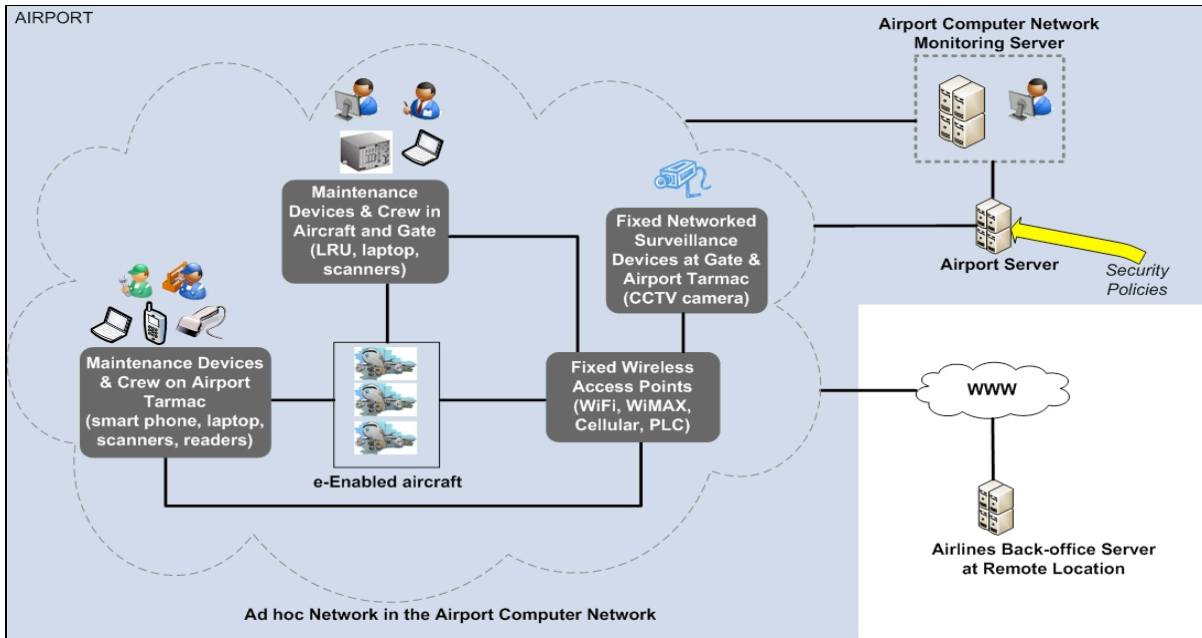 AIRPORT
Airport Computer Network
Monitoring Server
Maintenance
Devices & Crew in
Aircraft and Gate
(LRU, laptop,
scanners)
Fixed Networked
Surveillance
Devices at Gate &
Airport Tarmac
(CCTV camera)
Airport Server
Security
Policies
Maintenance Devices
& Crew on Airport
Tarmac
(smart phone, laptop,
scanners, readers)
e-Enabled aircraft
Fixed Wireless
Access Points
(WiFi, WiMAX,
Cellular, PLC)
WWW
Airlines Back-office Server
at Remote Location
Ad hoc Network in the Airport Computer Network